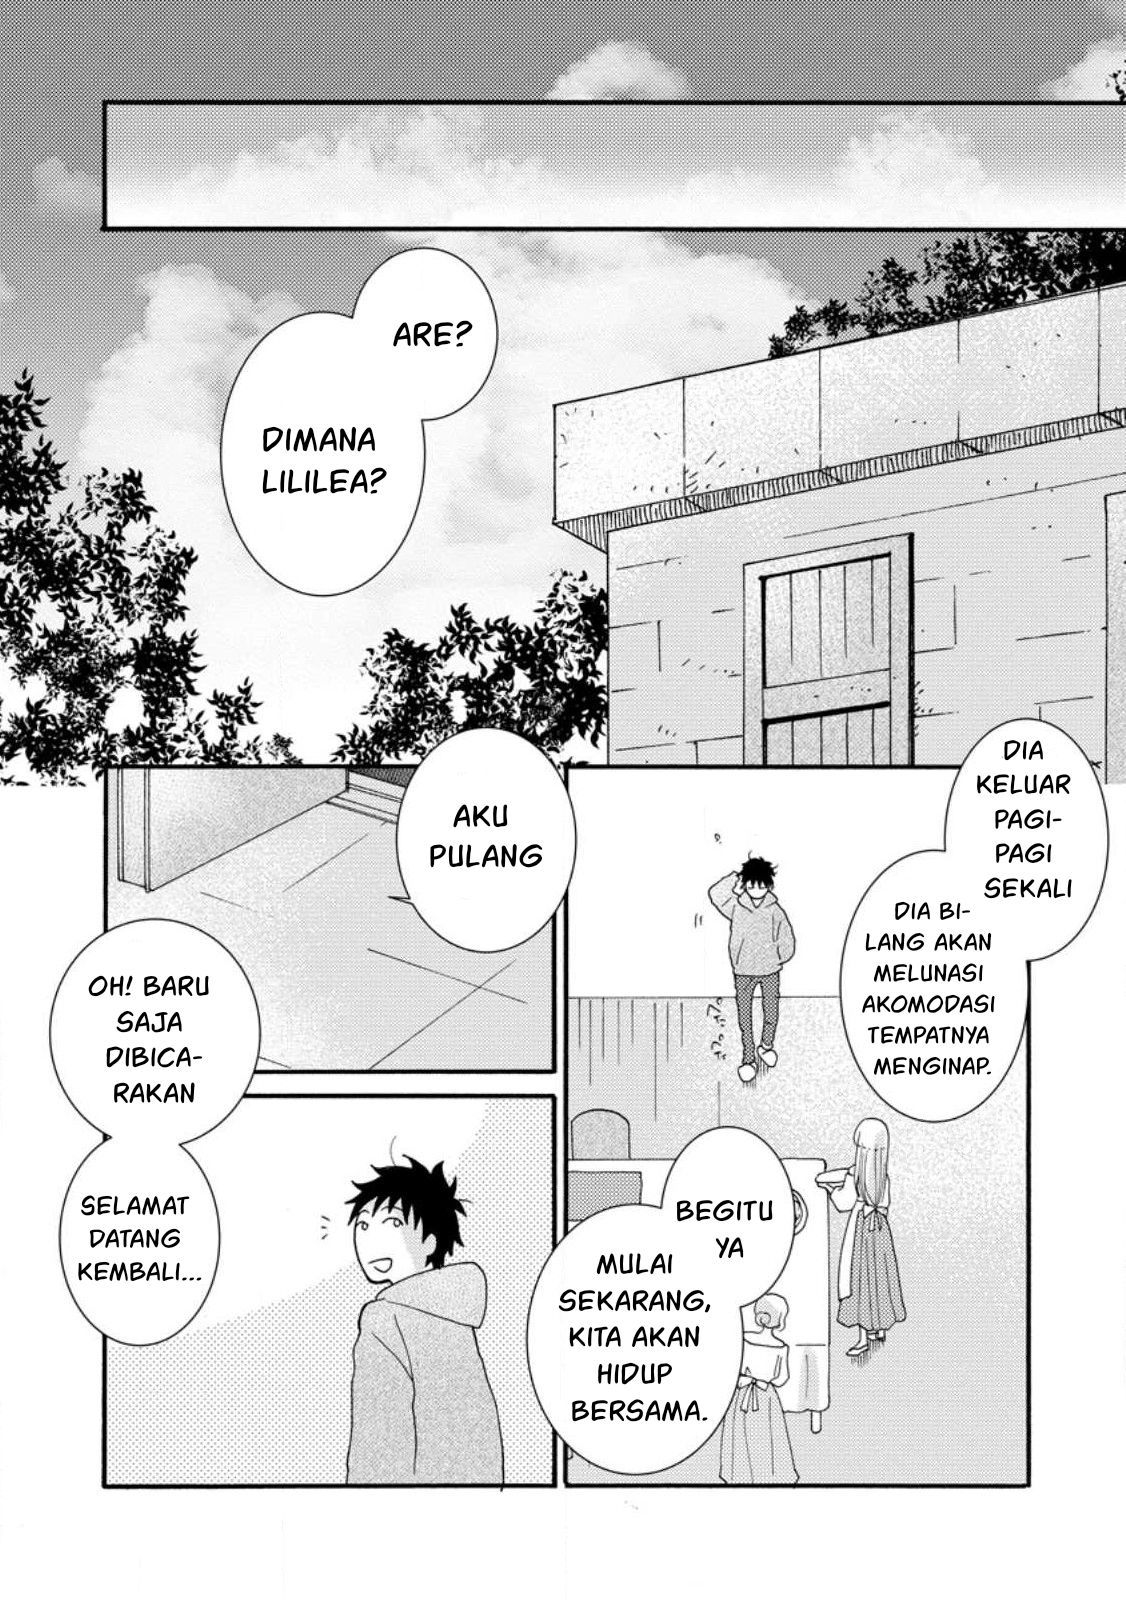 ARE?
DIMANA
LILILEA?
DIA
KELUAR
PAGI-
PAGI
SEKALI
DIA BI-
LANG AKAN
MELUNASI
AKOMODASI
TEMPATNYA
MENGINAP.
BEGITU
YA
MULAI
SEKARANG,
KITA AKAN
HIDUP
BERSAMA.
AKU
PULANG
OH! BARU
SAJA
DIBICA-
RAKAN
SELAMAT
DATANG
KEMBALI...